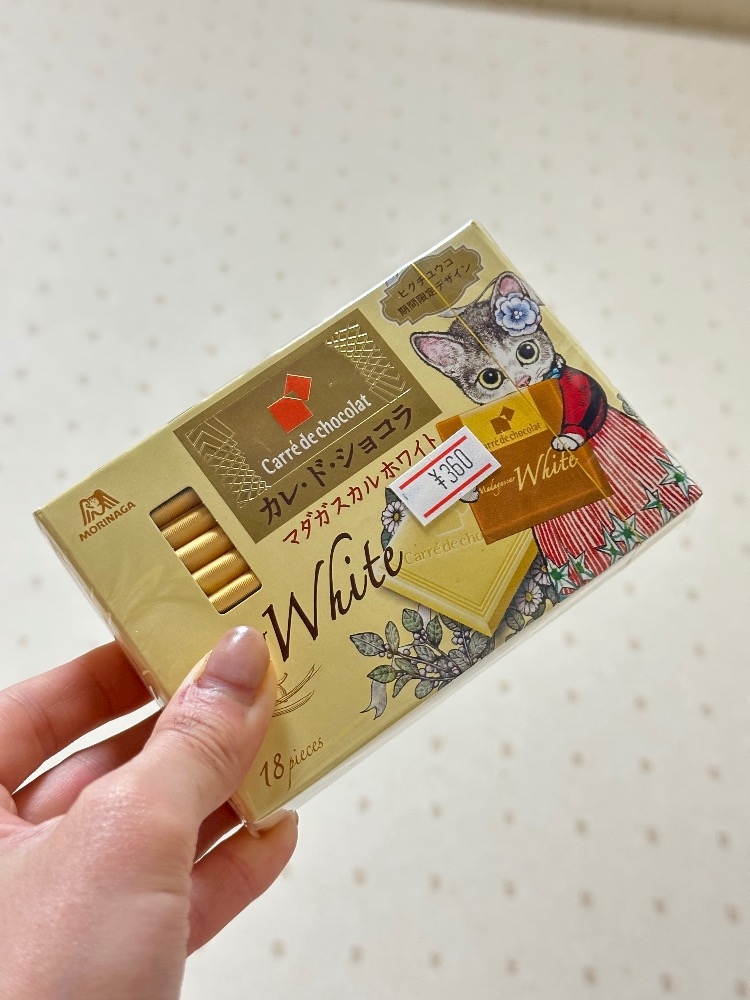 ヒグチユウコ
期間限定デザイン
Carré de chocolat
カレ・ド・ショコラ
マダガスカルホワイト
¥360
Carré de chocolat
Madagascar
White
Carré de choc
White
MORINAGA
18 pieces